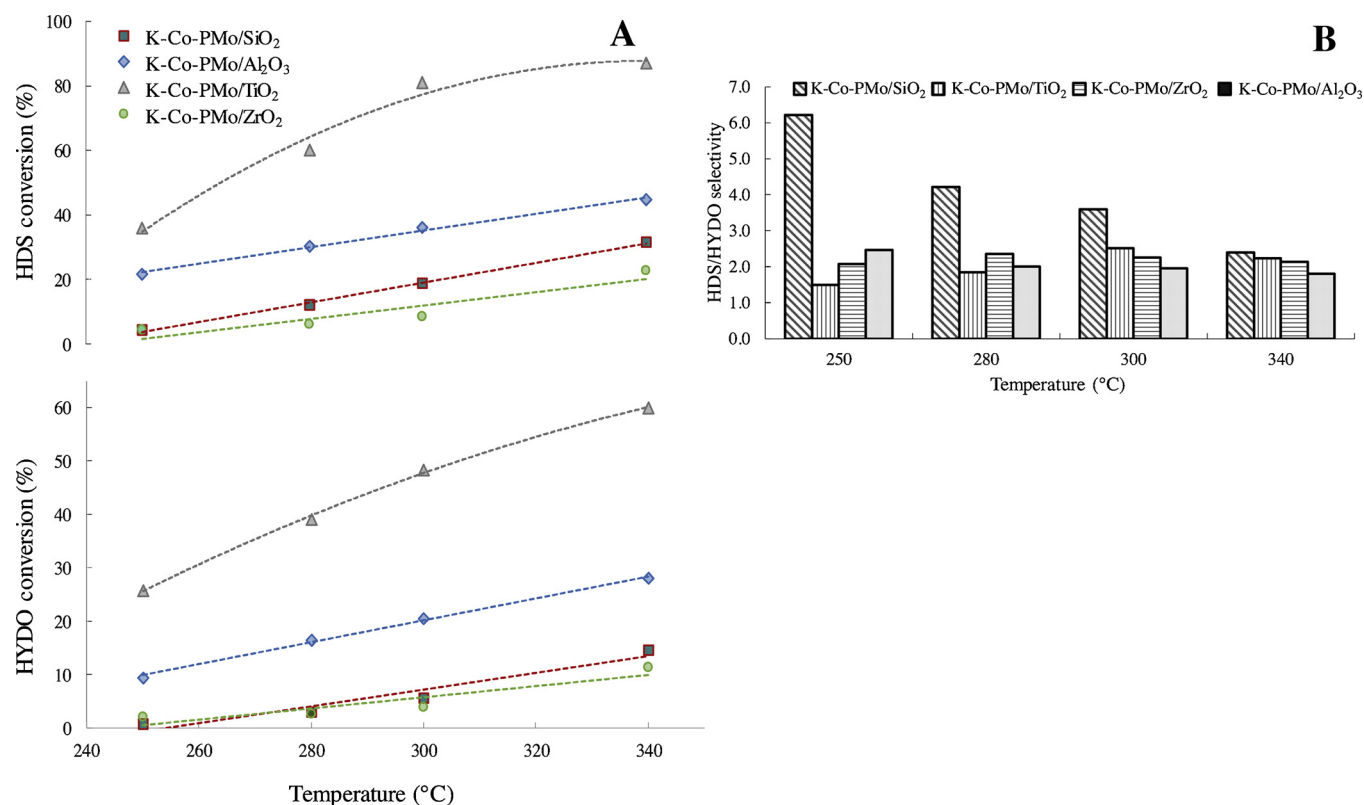 A
HDS conversion (%)
100
80
60
40
20
0
K-Co-PMo/SiO₂
K-Co-PMo/Al₂O₃
K-Co-PMo/TiO₂
K-Co-PMo/ZrO₂
HYDO conversion (%)
60
50
40
30
20
10
0
240 260 280 300 320 340
Temperature (°C)
B
K-Co-PMo/SiO₂ K-Co-PMo/TiO₂ K-Co-PMo/ZrO₂ K-Co-PMo/Al₂O₃
HDS/HYDO selectivity
7.0
6.0
5.0
4.0
3.0
2.0
1.0
0.0
250 280 300 340
Temperature (°C)